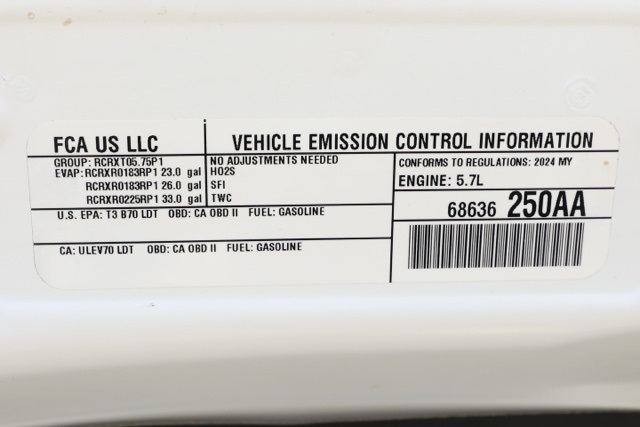 FCA US LLC
VEHICLE EMISSION CONTROL INFORMATION
GROUP: RCRXT05.75P1
EVAP: RCRXR0183RP1 23.0 gal
RCRXR0183RP1 26.0 gal
RCRXR0225RP1 33.0 gal
NO ADJUSTMENTS NEEDED
HO2S
SFI
TWC
CONFORMS TO REGULATIONS: 2024 MY
ENGINE: 5.7L
68636 250AA
U.S. EPA: T3 B70 LDT OBD: CA OBD II FUEL: GASOLINE
CA: ULEV70 LDT OBD: CA OBD II FUEL: GASOLINE